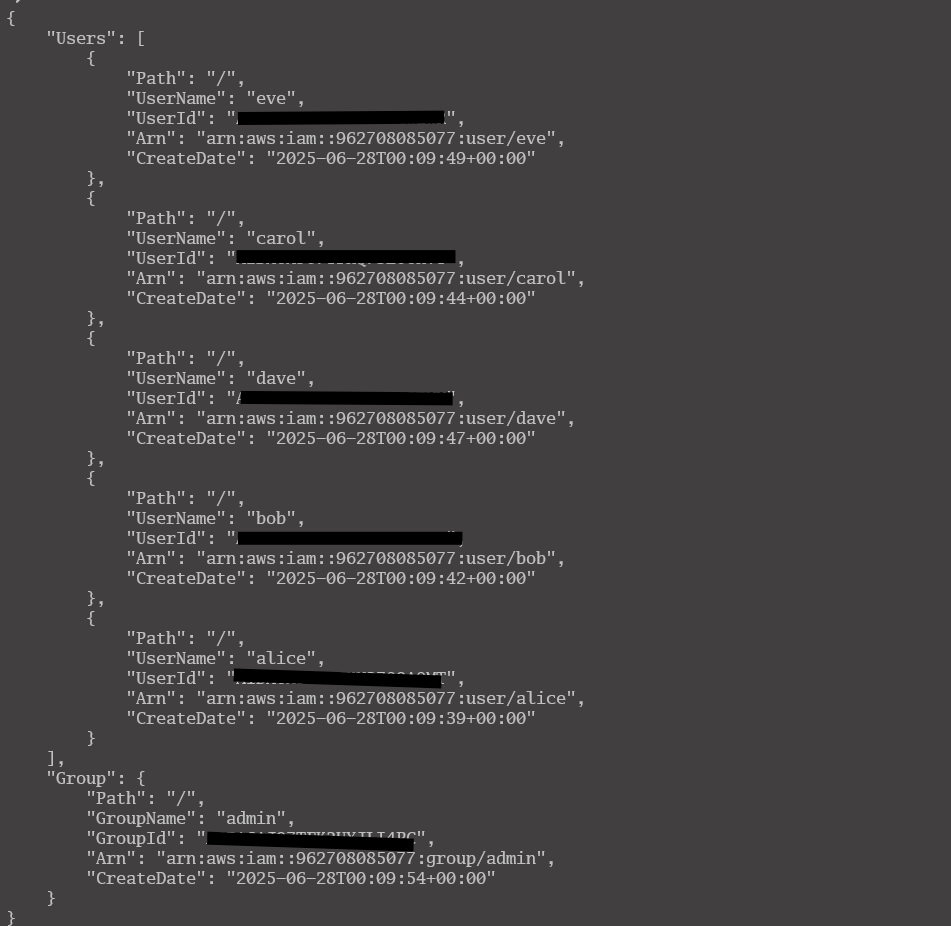 {
    "Users": [
        {
            "Path": "/",
            "UserName": "eve",
            "UserId": "                    ",
            "Arn": "arn:aws:iam::962708085077:user/eve",
            "CreateDate": "2025-06-28T00:09:49+00:00"
        },
        {
            "Path": "/",
            "UserName": "carol",
            "UserId": "                    ,
            "Arn": "arn:aws:iam::962708085077:user/carol",
            "CreateDate": "2025-06-28T00:09:44+00:00"
        },
        {
            "Path": "/",
            "UserName": "dave",
            "UserId": "                    ",
            "Arn": "arn:aws:iam::962708085077:user/dave",
            "CreateDate": "2025-06-28T00:09:47+00:00"
        },
        {
            "Path": "/",
            "UserName": "bob",
            "UserId": "
            "Arn": "arn:aws:iam::962708085077:user/bob",
            "CreateDate": "2025-06-28T00:09:42+00:00"
        },
        {
            "Path": "/",
            "UserName": "alice",
            "UserId": "                    ",
            "Arn": "arn:aws:iam::962708085077:user/alice",
            "CreateDate": "2025-06-28T00:09:39+00:00"
        }
    ],
    "Group": {
        "Path": "/",
        "GroupName": "admin",
        "GroupId": "                    ",
        "Arn": "arn:aws:iam::962708085077:group/admin",
        "CreateDate": "2025-06-28T00:09:54+00:00"
    }
}